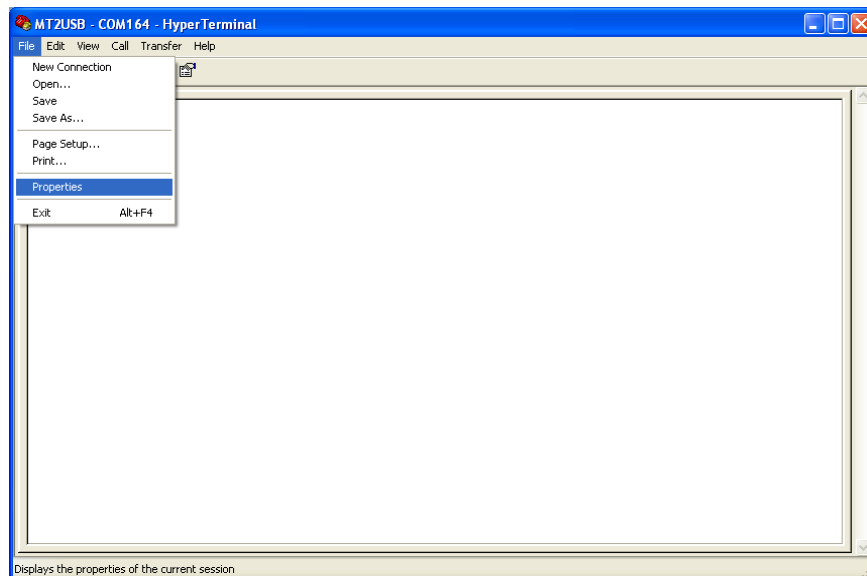 MT2USB - COM164 - HyperTerminal
File Edit View Call Transfer Help
New Connection
Open...
Save
Save As...
Page Setup...
Print...
Properties
Exit Alt+F4
Displays the properties of the current session